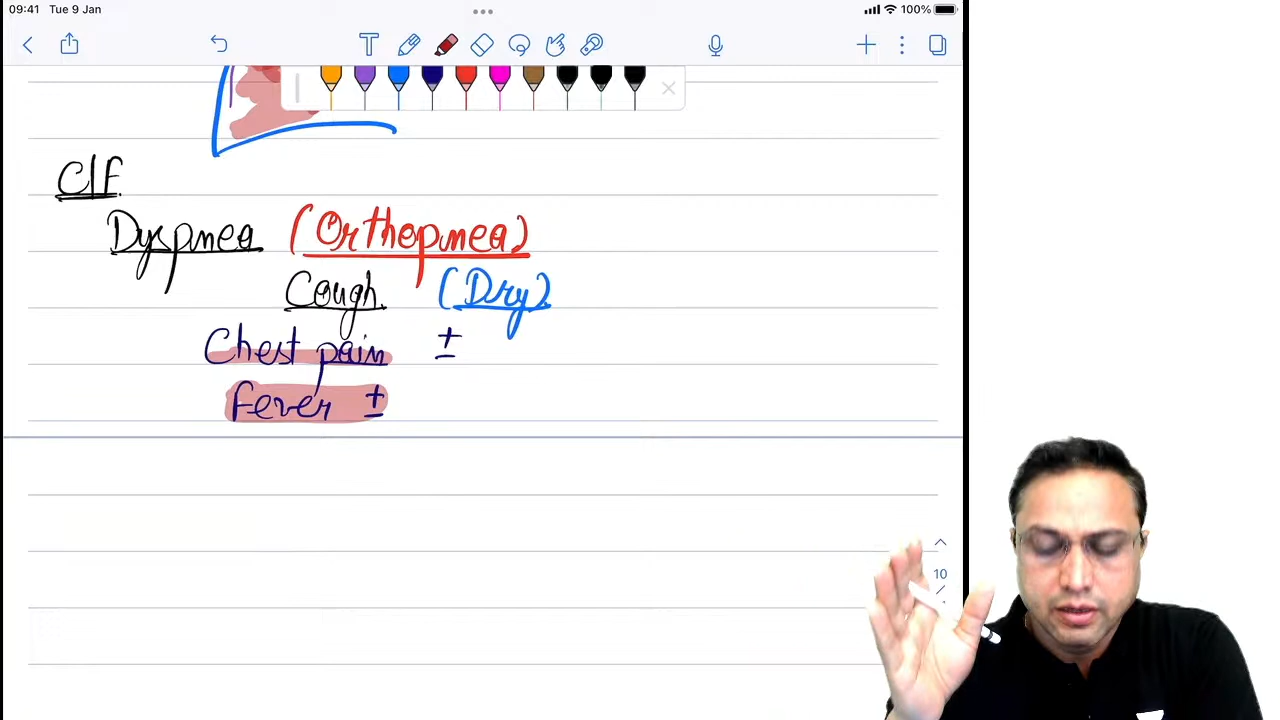 09:41 Tue 9 Jan
100%
T
C/F
Dyspnea (Orthopnea)
Cough (Dry)
Chest pain ±
Fever ±
10